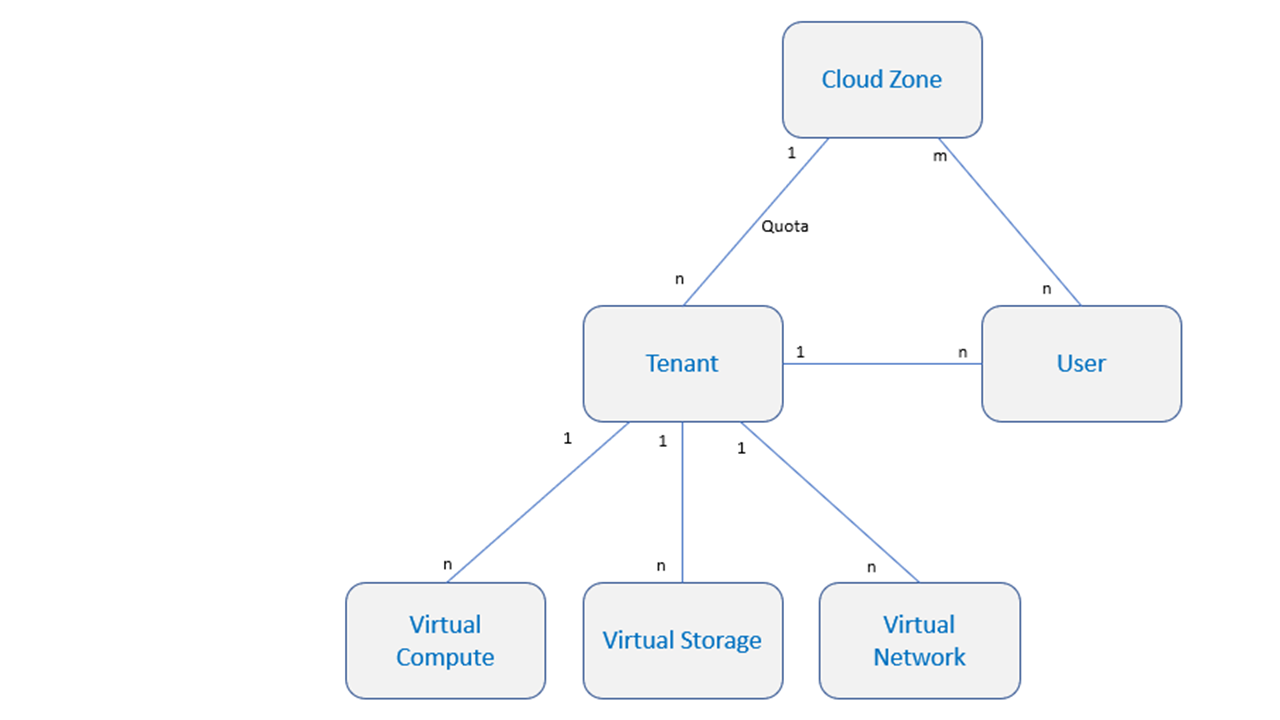 Cloud Zone
1
m
Quota
n
n
Tenant
1
n
User
1
1
1
n
n
n
Virtual
Compute
Virtual Storage
Virtual
Network